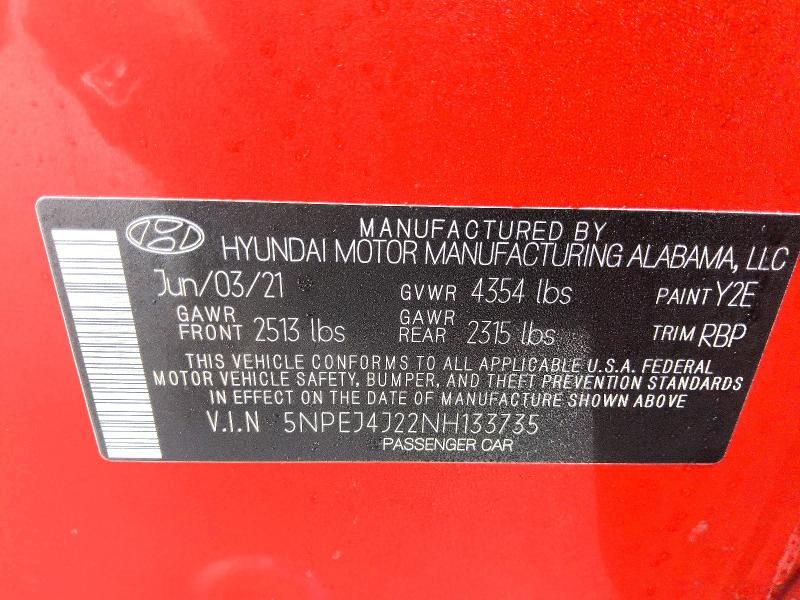 MANUFACTURED BY
HYUNDAI MOTOR MANUFACTURING ALABAMA, LLC
Jun/03/21 GVWR 4354 lbs PAINT Y2E
GAWR FRONT 2513 lbs GAWR REAR 2315 lbs TRIM RBP
THIS VEHICLE CONFORMS TO ALL APPLICABLE U.S.A. FEDERAL
MOTOR VEHICLE SAFETY, BUMPER, AND THEFT PREVENTION STANDARDS
IN EFFECT ON THE DATE OF MANUFACTURE SHOWN ABOVE
V.I.N 5NPEJ4J22NH133735
PASSENGER CAR